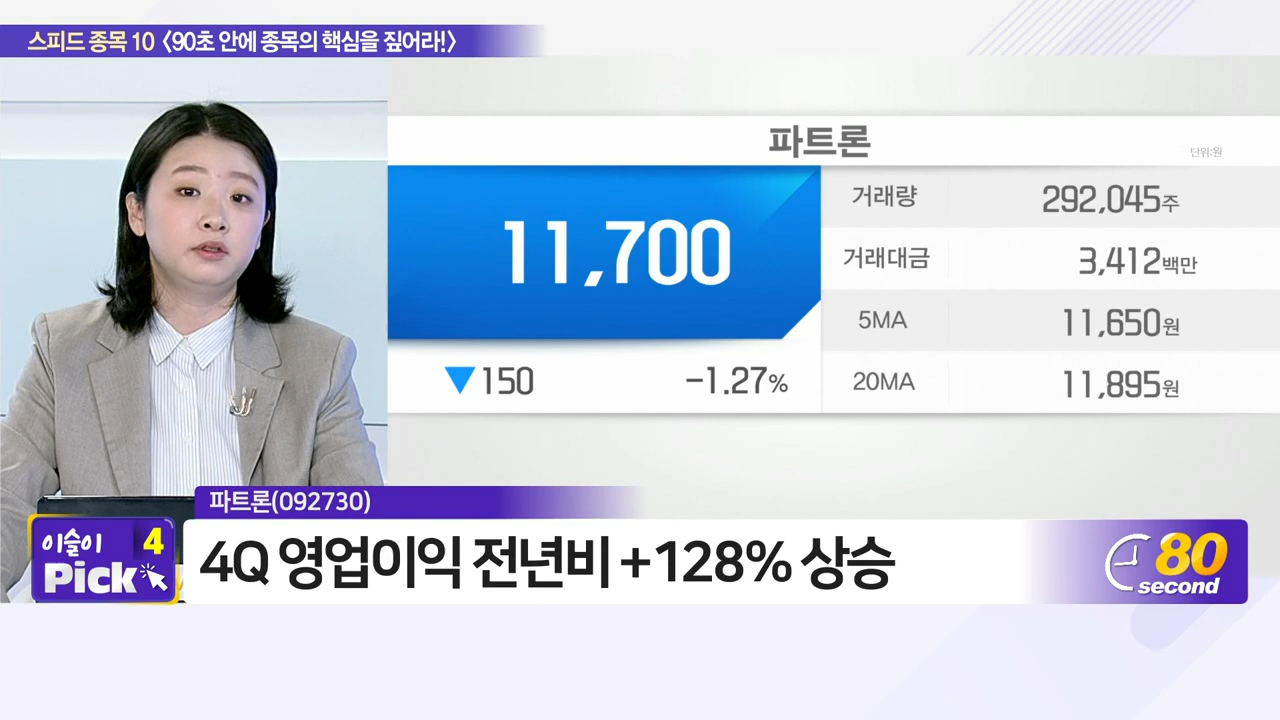 스피드 종목 10 <90초 안에 종목의 핵심을 짚어라!>
파트론
단위:원
11,700
▼150 -1.27%
거래량 292,045주
거래대금 3,412백만
5MA 11,650원
20MA 11,895원
파트론(092730)
이슬이 4
Pick
4Q 영업이익 전년비 +128% 상승
80
second